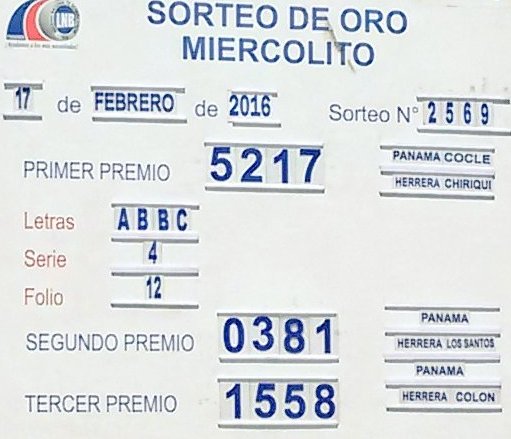 LNB
SORTEO DE ORO
MIERCOLITO
17 de FEBRERO de 2016 Sorteo N° 2569
PRIMER PREMIO 5217 PANAMA COCLE
HERRERA CHIRIQUI
Letras ABBC
Serie 4
Folio 12
SEGUNDO PREMIO 0381 PANAMA
HERRERA LOS SANTOS
TERCER PREMIO 1558 PANAMA
HERRERA COLON